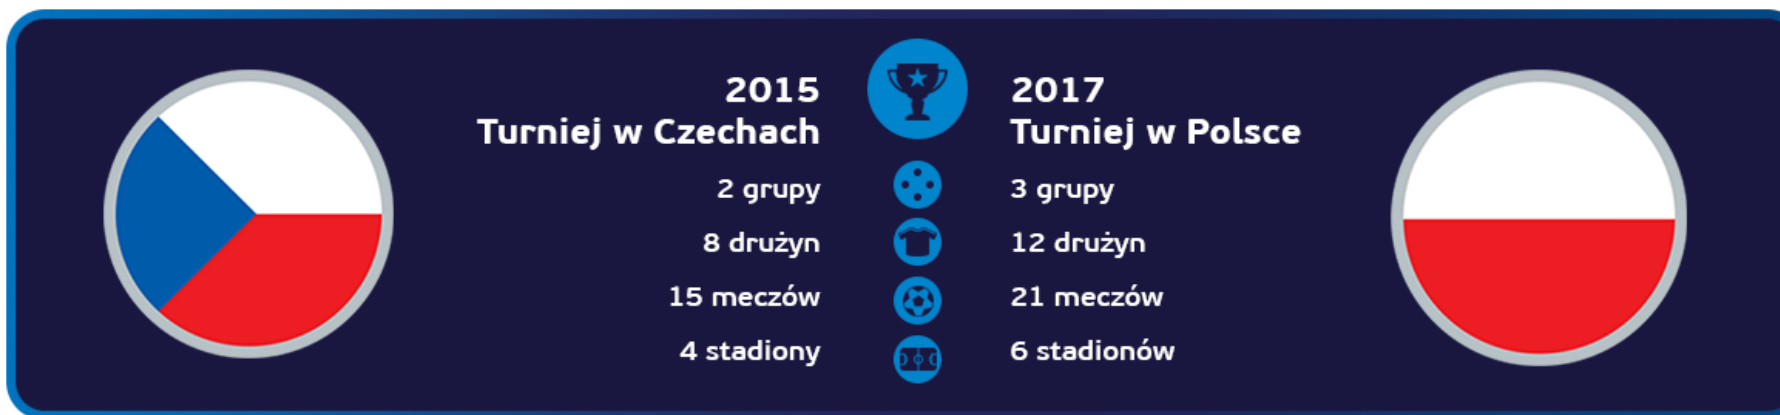 2015
Turniej w Czechach
2 grupy
8 drużyn
15 meczów
4 stadiony
2017
Turniej w Polsce
3 grupy
12 drużyn
21 meczów
6 stadionów